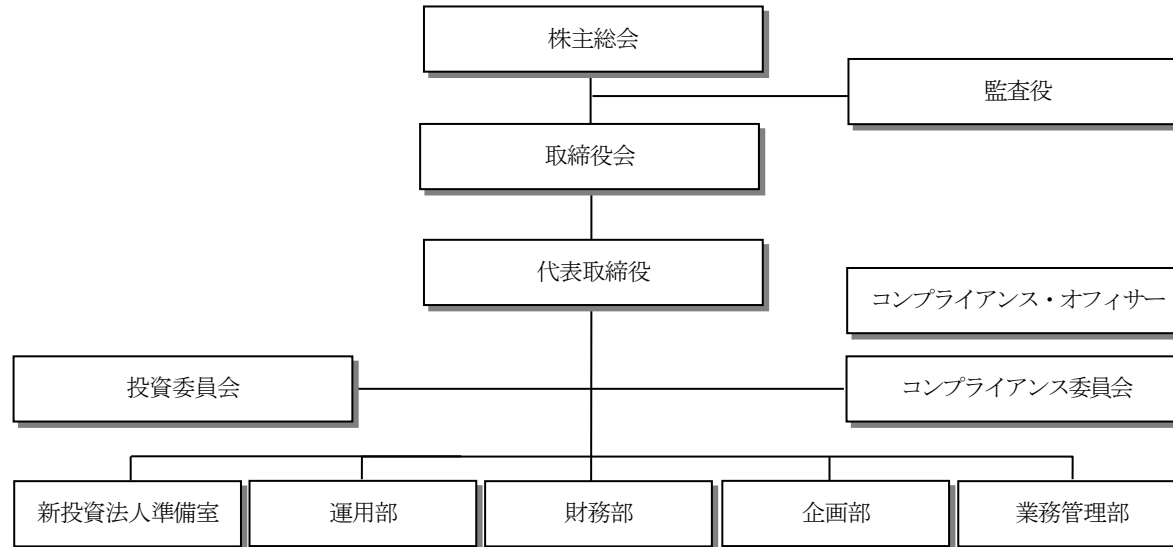 株主総会
監査役
取締役会
代表取締役
コンプライアンス・オフィサー
投資委員会
コンプライアンス委員会
新投資法人準備室
運用部
財務部
企画部
業務管理部